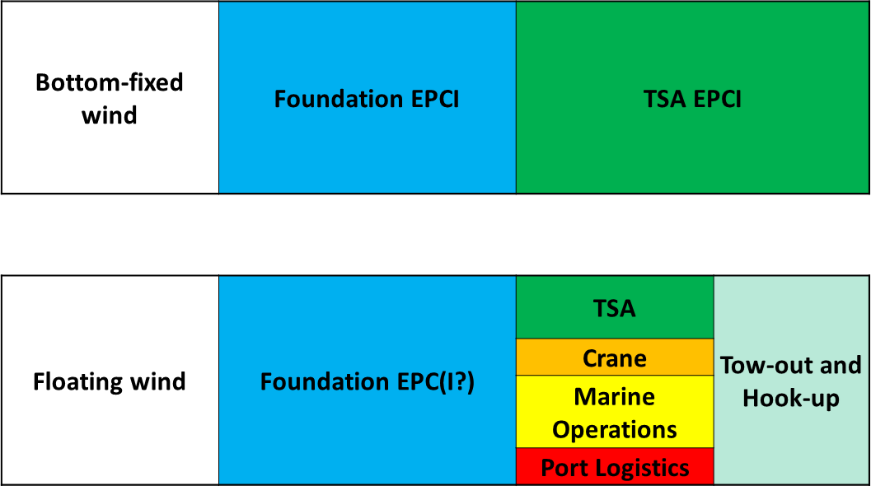 Bottom-fixed
wind
Foundation EPCI
TSA EPCI
Floating wind
Foundation EPC(I?)
TSA
Crane
Marine
Operations
Port Logistics
Tow-out and
Hook-up